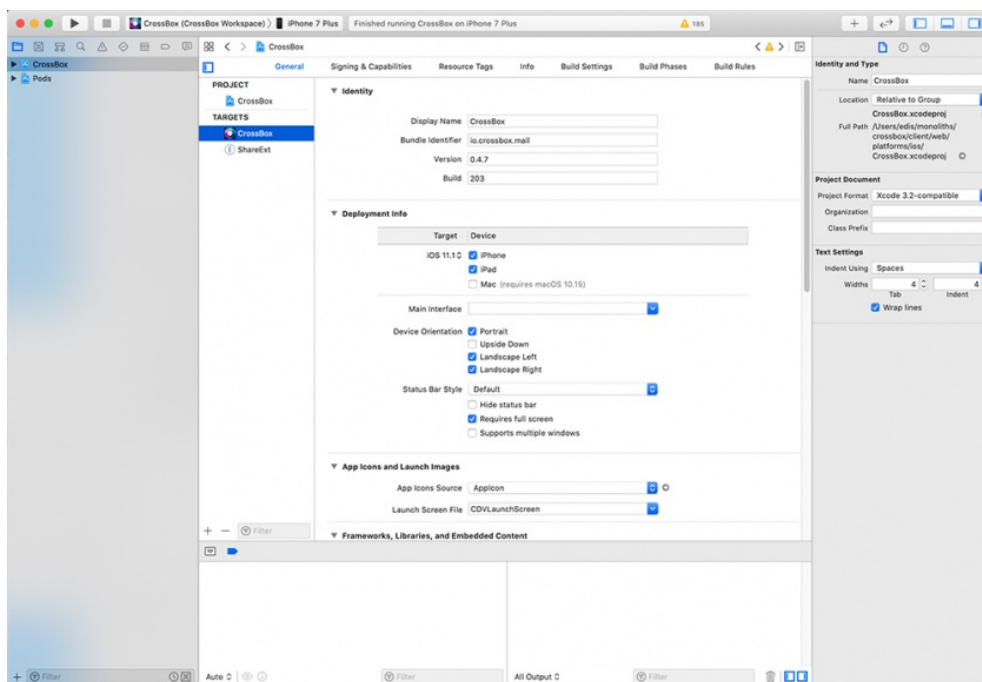 CrossBox (CrossBox Workspace) ⟩ iPhone 7 Plus
Finished running CrossBox on iPhone 7 Plus
185
CrossBox
Pods
CrossBox
General
Signing & Capabilities
Resource Tags
Info
Build Settings
Build Phases
Build Rules
PROJECT
CrossBox
TARGETS
CrossBox
ShareExt
Identity
Display Name CrossBox
Bundle Identifier io.crossbox.mail
Version 0.4.7
Build 203
Deployment Info
Target Device
iOS 11.1 iPhone
iPad
Mac (requires macOS 10.15)
Main Interface
Device Orientation Portrait
Upside Down
Landscape Left
Landscape Right
Status Bar Style Default
Hide status bar
Requires full screen
Supports multiple windows
App Icons and Launch Images
App Icons Source AppIcon
Launch Screen File CDVLaunchScreen
Frameworks, Libraries, and Embedded Content
+ − Filter
Identity and Type
Name CrossBox
Location Relative to Group
CrossBox.xcodeproj
Full Path /Users/edis/monoliths/
crossbox/client/web/
platforms/ios/
CrossBox.xcodeproj
Project Document
Project Format Xcode 3.2-compatible
Organization
Class Prefix
Text Settings
Indent Using Spaces
Widths 4 4
Tab Indent
Wrap lines
+ Filter
Auto
Filter
All Output
Filter